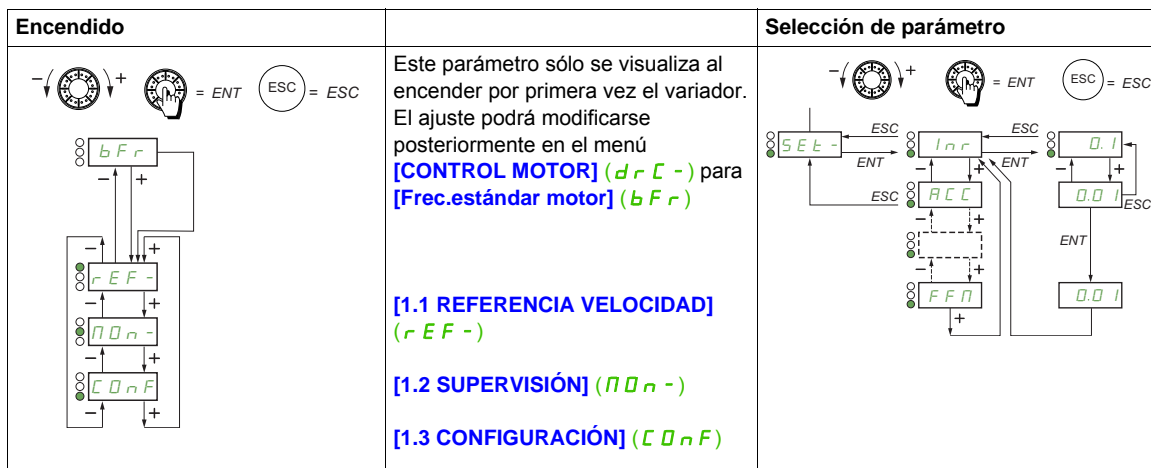 Encendido
Selección de parámetro
– + = ENT ESC = ESC
bFr
– +
– +
rEF-
– +
MOn-
– +
COnF
– +
Este parámetro sólo se visualiza al
encender por primera vez el variador.
El ajuste podrá modificarse
posteriormente en el menú
[CONTROL MOTOR] (drC-) para
[Frec.estándar motor] (bFr)
[1.1 REFERENCIA VELOCIDAD]
(rEF-)
[1.2 SUPERVISIÓN] (MOn-)
[1.3 CONFIGURACIÓN] (COnF)
– + = ENT ESC = ESC
ESC ESC
SEt- Inr 0.1
ENT ENT
– + – +
ESC ACC 0.01 ESC
– +
ENT
– +
FFM 0.01
+